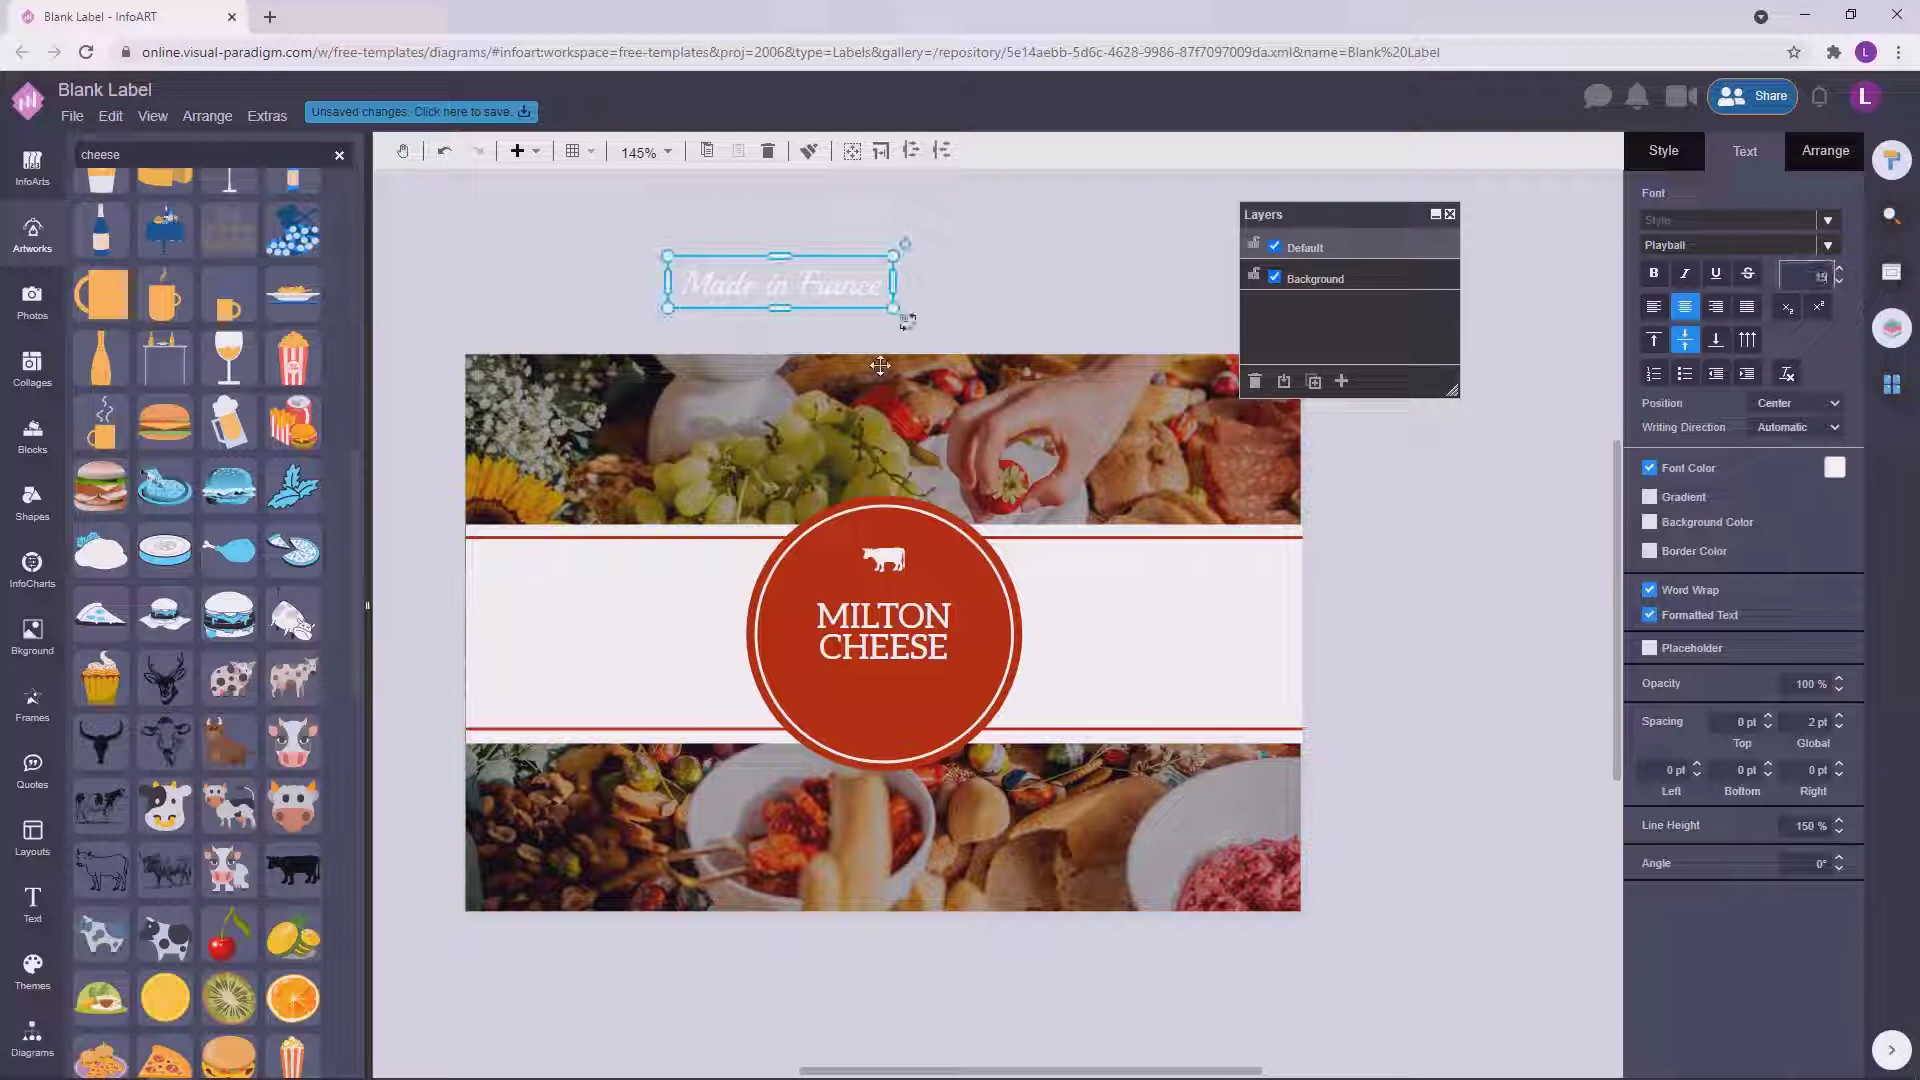 Blank Label - InfoART
online.visual-paradigm.com/w/free-templates/diagrams/#infoart:workspace=free-templates&proj=2006&type=Labels&gallery=/repository/5e14aebb-5d6c-4628-9986-87f7097009da.xml&name=Blank%20Label
L
Blank Label
File Edit View Arrange Extras
Unsaved changes. Click here to save.
Share
L
cheese
145%
Style Text Arrange
InfoArts
Artworks
Photos
Collages
Blocks
Shapes
InfoCharts
Bkground
Frames
Quotes
Layouts
Text
Themes
Diagrams
Made in France
MILTON
CHEESE
Layers
Default
Background
Font
Style
Playball
B I U S
Position Center
Writing Direction Automatic
Font Color
Gradient
Background Color
Border Color
Word Wrap
Formatted Text
Placeholder
Opacity 100 %
Spacing 0 pt 2 pt
Top Global
0 pt 0 pt 0 pt
Left Bottom Right
Line Height 150 %
Angle 0°